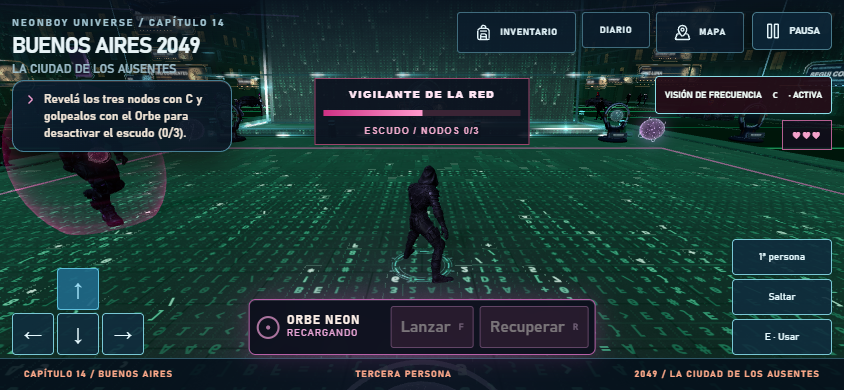 NEONBOY UNIVERSE / CAPÍTULO 14
BUENOS AIRES 2049
LA CIUDAD DE LOS AUSENTES
INVENTARIO
DIARIO
MAPA
PAUSA
Revelá los tres nodos con C y
golpealos con el Orbe para
desactivar el escudo (0/3).
VIGILANTE DE LA RED
ESCUDO / NODOS 0/3
VISIÓN DE FRECUENCIA C · ACTIVA
1ª persona
Saltar
E · Usar
ORBE NEON
RECARGANDO
Lanzar F
Recuperar R
CAPÍTULO 14 / BUENOS AIRES
TERCERA PERSONA
2049 / LA CIUDAD DE LOS AUSENTES